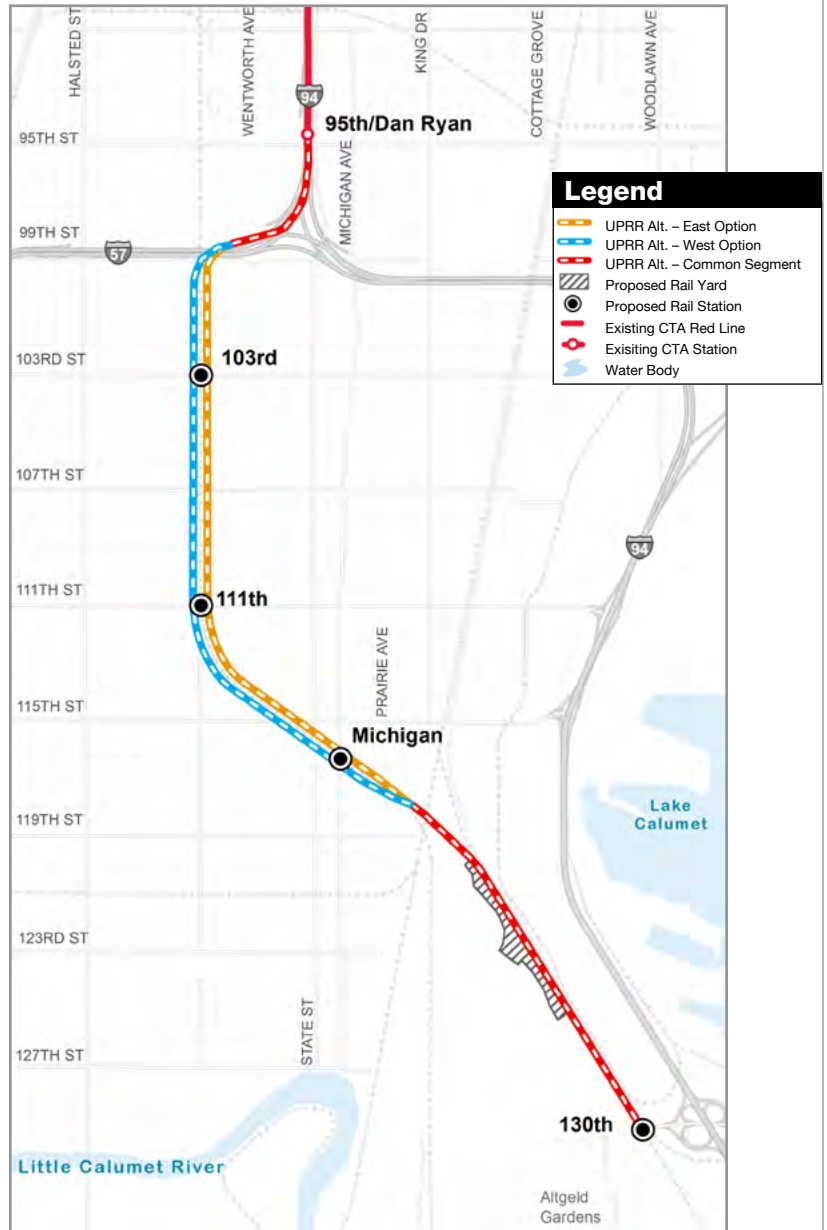 HALSTED ST
WENTWORTH AVE
KING DR
COTTAGE GROVE
WOODLAWN AVE
94
95th/Dan Ryan
95TH ST
MICHIGAN AVE
Legend
UPRR Alt. – East Option
UPRR Alt. – West Option
UPRR Alt. – Common Segment
Proposed Rail Yard
Proposed Rail Station
Existing CTA Red Line
Exisiting CTA Station
Water Body
99TH ST
57
103RD ST
103rd
107TH ST
94
111TH ST
111th
PRAIRIE AVE
115TH ST
Michigan
119TH ST
Lake
Calumet
123RD ST
STATE ST
127TH ST
130th
Little Calumet River
Altgeld
Gardens